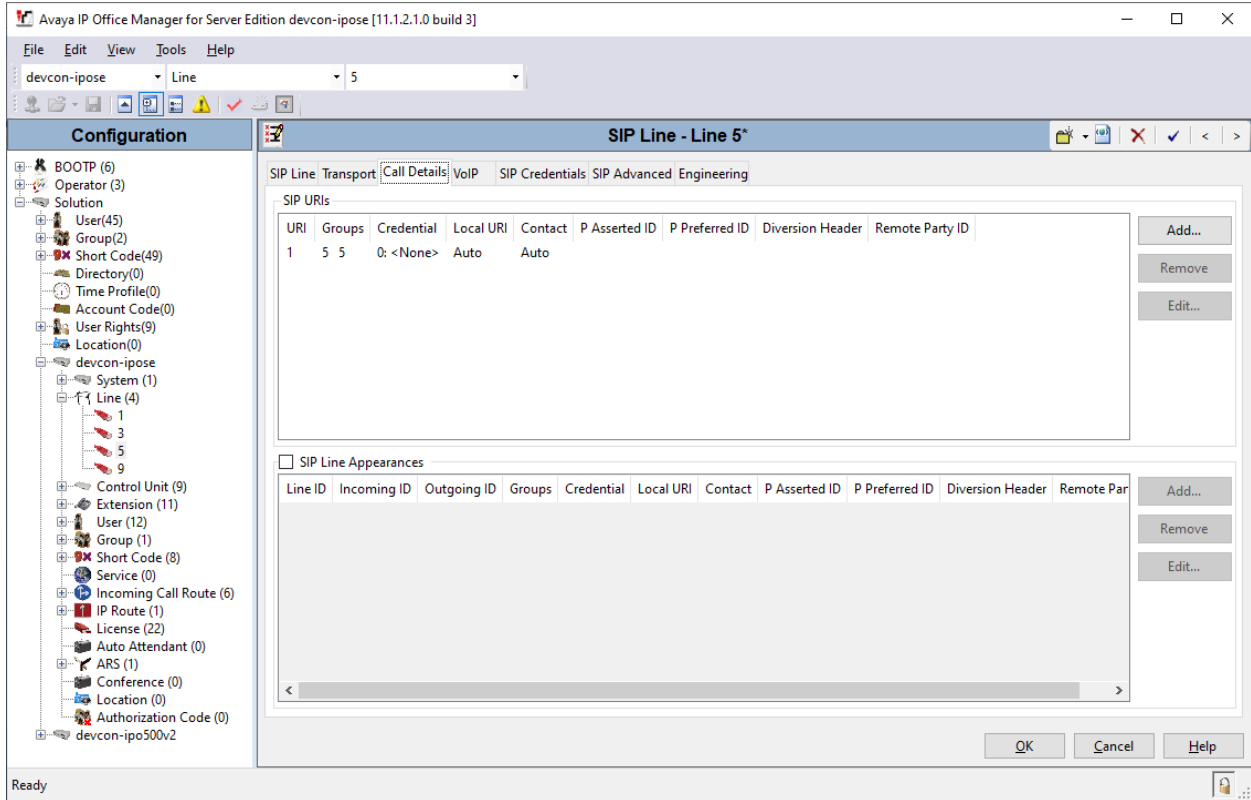 Avaya IP Office Manager for Server Edition devcon-ipose [11.1.2.1.0 build 3]
File Edit View Tools Help
devcon-ipose Line 5
Configuration
BOOTP (6)
Operator (3)
Solution
User(45)
Group(2)
Short Code(49)
Directory(0)
Time Profile(0)
Account Code(0)
User Rights(9)
Location(0)
devcon-ipose
System (1)
Line (4)
1
3
5
9
Control Unit (9)
Extension (11)
User (12)
Group (1)
Short Code (8)
Service (0)
Incoming Call Route (6)
IP Route (1)
License (22)
Auto Attendant (0)
ARS (1)
Conference (0)
Location (0)
Authorization Code (0)
devcon-ipo500v2
SIP Line - Line 5*
SIP Line Transport Call Details VoIP SIP Credentials SIP Advanced Engineering
SIP URIs
URI Groups Credential Local URI Contact P Asserted ID P Preferred ID Diversion Header Remote Party ID
1 5 5 0: <None> Auto Auto
Add...
Remove
Edit...
SIP Line Appearances
Line ID Incoming ID Outgoing ID Groups Credential Local URI Contact P Asserted ID P Preferred ID Diversion Header Remote Par
Add...
Remove
Edit...
OK Cancel Help
Ready